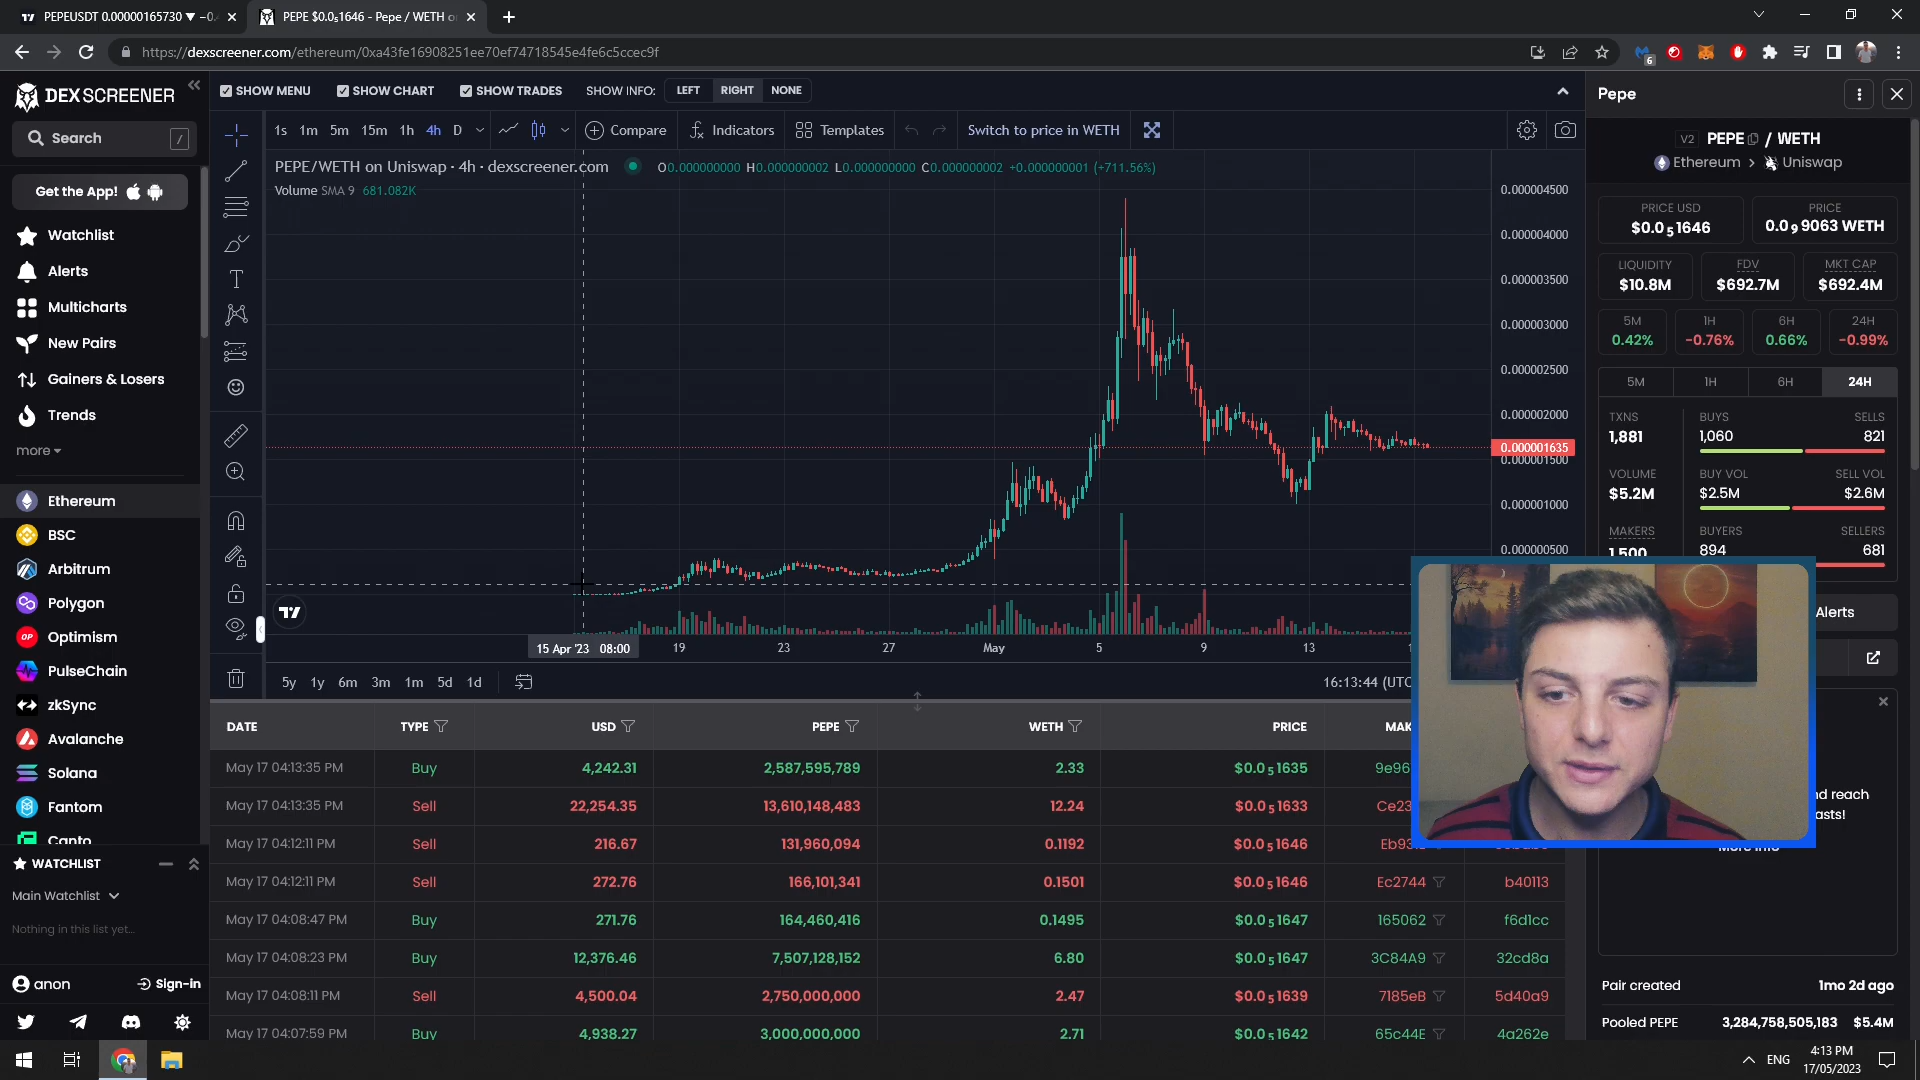 PEPEUSDT 0.00000165730 ▼ −0.
PEPE $0.0₅1646 - Pepe / WETH o
https://dexscreener.com/ethereum/0xa43fe16908251ee70ef74718545e4fe6c5ccec9f
6
DEX SCREENER
Search /
Get the App!
Watchlist
Alerts
Multicharts
New Pairs
Gainers & Losers
Trends
more
Ethereum
BSC
Arbitrum
Polygon
OP Optimism
PulseChain
zkSync
Avalanche
Solana
Fantom
Canto
WATCHLIST
Main Watchlist
Nothing in this list yet...
anon Sign-in
SHOW MENU SHOW CHART SHOW TRADES SHOW INFO: LEFT RIGHT NONE
1s 1m 5m 15m 1h 4h D Compare Indicators Templates Switch to price in WETH
PEPE/WETH on Uniswap · 4h · dexscreener.com O0.000000000 H0.000000002 L0.000000000 C0.000000002 +0.000000001 (+711.56%)
Volume SMA 9 681.082K
0.000004500
0.000004000
0.000003500
0.000003000
0.000002500
0.000002000
0.000001635
0.000001500
0.000001000
0.000000500
15 Apr '23 08:00 19 23 27 May 5 9 13
5y 1y 6m 3m 1m 5d 1d 16:13:44 (UTC
DATE TYPE USD PEPE WETH PRICE MAK
May 17 04:13:35 PM Buy 4,242.31 2,587,595,789 2.33 $0.0₅1635 9e96
May 17 04:13:35 PM Sell 22,254.35 13,610,148,483 12.24 $0.0₅1633 Ce23
May 17 04:12:11 PM Sell 216.67 131,960,094 0.1192 $0.0₅1646
May 17 04:12:11 PM Sell 272.76 166,101,341 0.1501 $0.0₅1646 Ec2744 b40113
May 17 04:08:47 PM Buy 271.76 164,460,416 0.1495 $0.0₅1647 165062 f6d1cc
May 17 04:08:23 PM Buy 12,376.46 7,507,128,152 6.80 $0.0₅1647 3C84A9 32cd8a
May 17 04:08:11 PM Sell 4,500.04 2,750,000,000 2.47 $0.0₅1639 7185eB 5d40a9
May 17 04:07:59 PM Buy 4,938.27 3,000,000,000 2.71 $0.0₅1642 65c44E 4a262e
Pepe
V2 PEPE / WETH
Ethereum > Uniswap
PRICE USD PRICE
$0.0₅1646 0.0₉9063 WETH
LIQUIDITY FDV MKT CAP
$10.8M $692.7M $692.4M
5M 1H 6H 24H
0.42% -0.76% 0.66% -0.99%
5M 1H 6H 24H
TXNS BUYS SELLS
1,881 1,060 821
VOLUME BUY VOL SELL VOL
$5.2M $2.5M $2.6M
MAKERS BUYERS SELLERS
1,500 894 681
Alerts
nd reach
asts!
More Info
Pair created 1mo 2d ago
Pooled PEPE 3,284,758,505,183 $5.4M
ENG 4:13 PM
17/05/2023